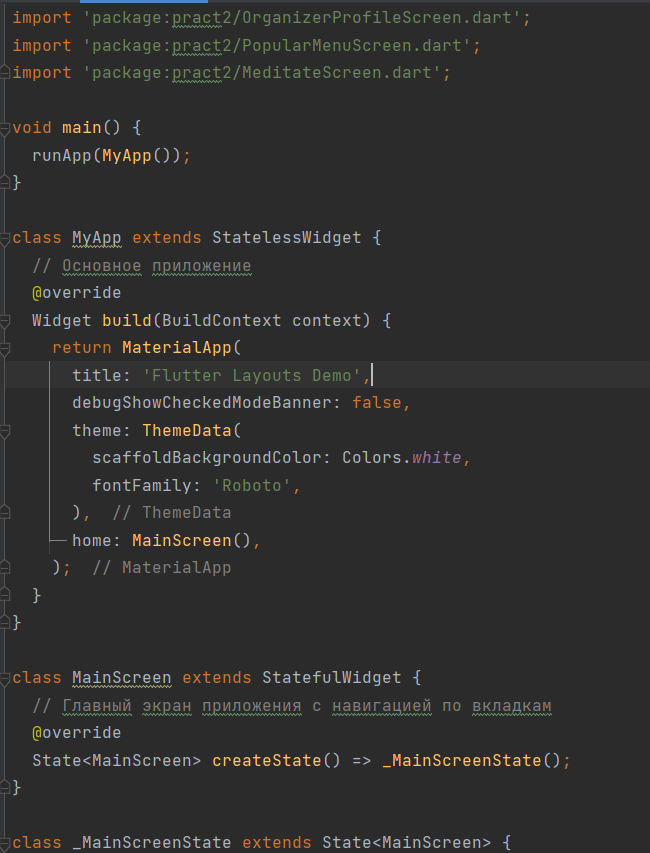 import 'package:pract2/OrganizerProfileScreen.dart';
import 'package:pract2/PopularMenuScreen.dart';
import 'package:pract2/MeditateScreen.dart';

void main() {
  runApp(MyApp());
}

class MyApp extends StatelessWidget {
  // Основное приложение
  @override
  Widget build(BuildContext context) {
    return MaterialApp(
      title: 'Flutter Layouts Demo',
      debugShowCheckedModeBanner: false,
      theme: ThemeData(
        scaffoldBackgroundColor: Colors.white,
        fontFamily: 'Roboto',
      ),  // ThemeData
      home: MainScreen(),
    );  // MaterialApp
  }
}

class MainScreen extends StatefulWidget {
  // Главный экран приложения с навигацией по вкладкам
  @override
  State<MainScreen> createState() => _MainScreenState();
}

class _MainScreenState extends State<MainScreen> {